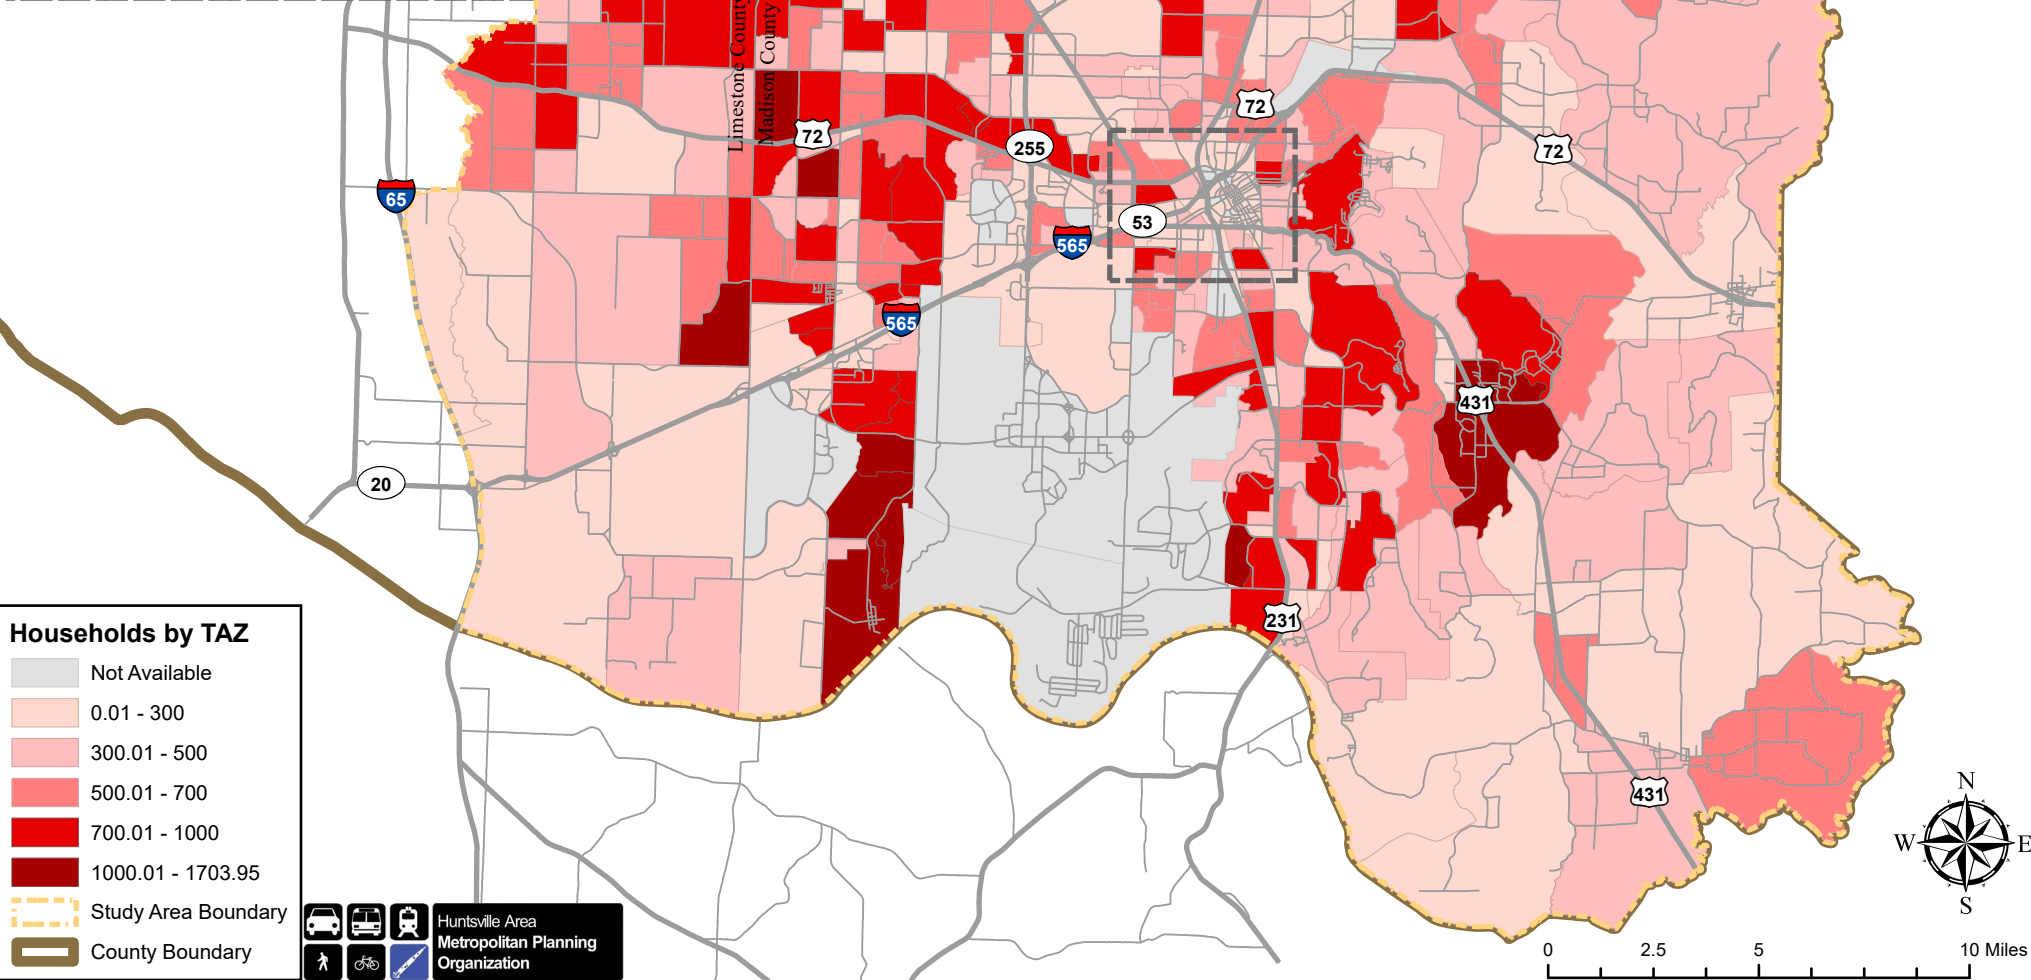 Limestone County
Madison County
72
72
72
255
65
53
565
565
431
20
231
431
Households by TAZ
Not Available
0.01 - 300
300.01 - 500
500.01 - 700
700.01 - 1000
1000.01 - 1703.95
Study Area Boundary
County Boundary
Huntsville Area
Metropolitan Planning
Organization
N
W
E
S
0 2.5 5 10 Miles